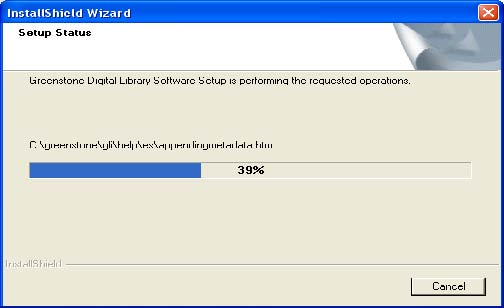 InstallShield Wizard
Setup Status
Greenstone Digital Library Software Setup is performing the requested operations.
C:\greenstone\gli\help\es\appendingmetadata.htm
39%
InstallShield
Cancel